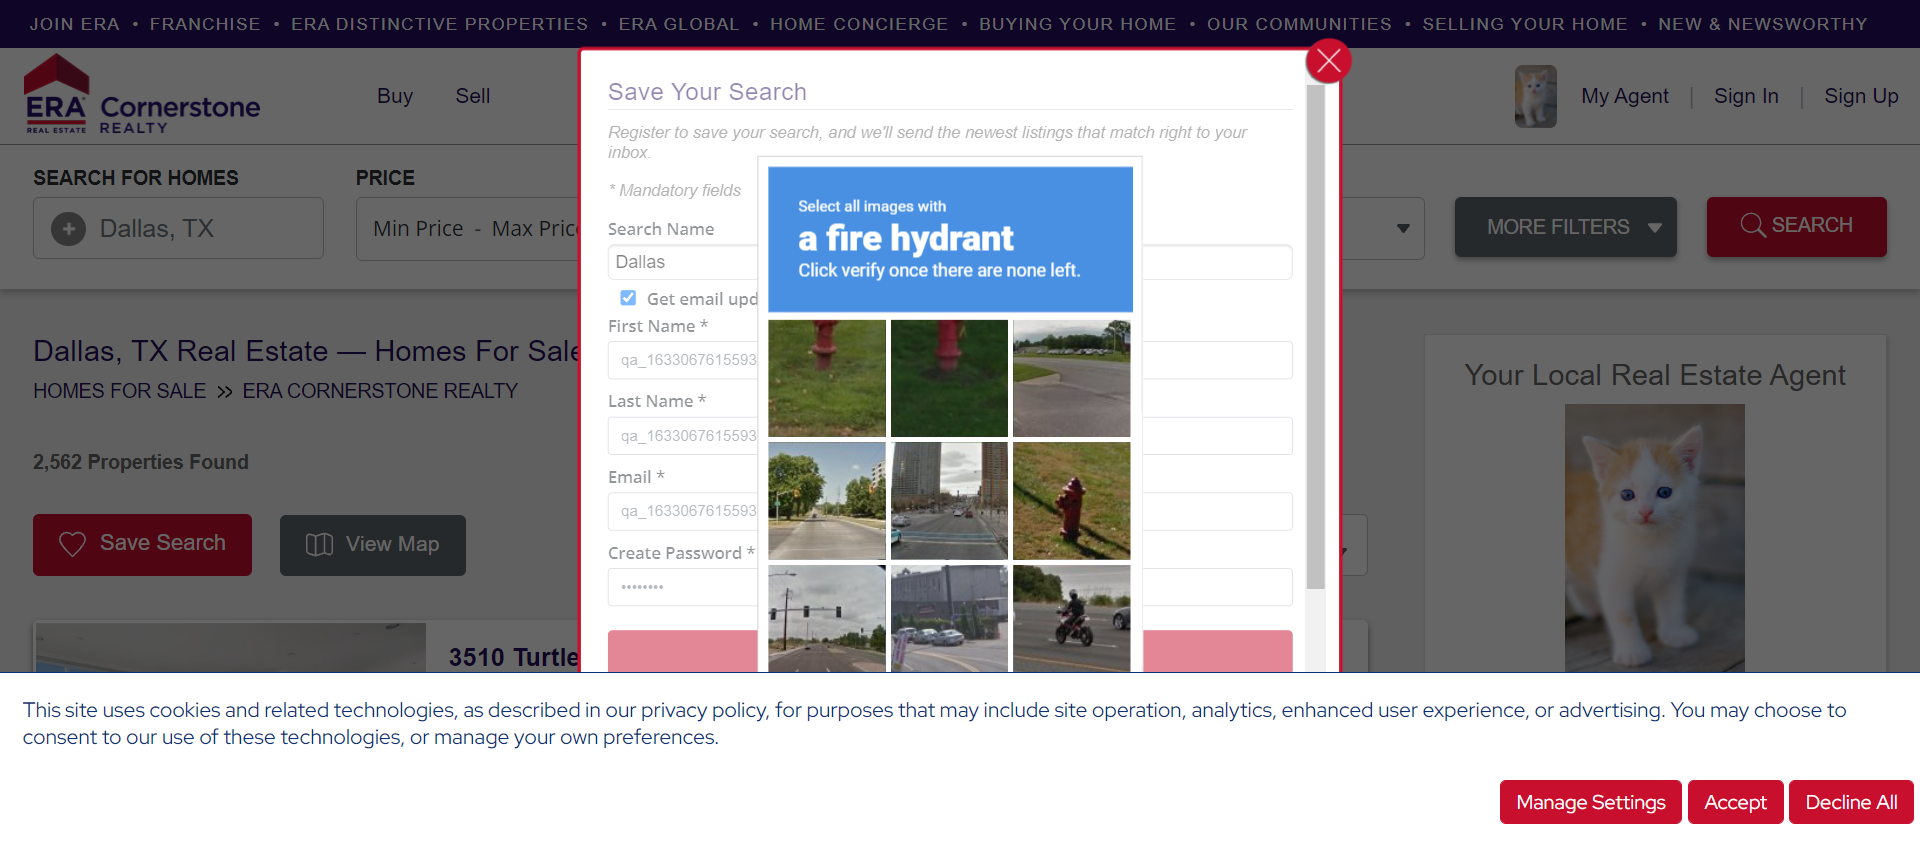 JOIN ERA • FRANCHISE • ERA DISTINCTIVE PROPERTIES • ERA GLOBAL • HOME CONCIERGE • BUYING YOUR HOME • OUR COMMUNITIES • SELLING YOUR HOME • NEW & NEWSWORTHY
ERA
REAL ESTATE
Cornerstone
REALTY
Buy
Sell
My Agent | Sign In | Sign Up
SEARCH FOR HOMES
Dallas, TX
PRICE
Min Price - Max Pric
MORE FILTERS
SEARCH
Dallas, TX Real Estate — Homes For Sale
HOMES FOR SALE » ERA CORNERSTONE REALTY
2,562 Properties Found
Save Search
View Map
3510 Turtle
Save Your Search
Register to save your search, and we'll send the newest listings that match right to your
inbox.
* Mandatory fields
Search Name
Dallas
Get email upd
First Name *
qa_1633067615593
Last Name *
qa_1633067615593
Email *
qa_1633067615593
Create Password *
••••••••
Select all images with
a fire hydrant
Click verify once there are none left.
Your Local Real Estate Agent
This site uses cookies and related technologies, as described in our privacy policy, for purposes that may include site operation, analytics, enhanced user experience, or advertising. You may choose to
consent to our use of these technologies, or manage your own preferences.
Manage Settings
Accept
Decline All